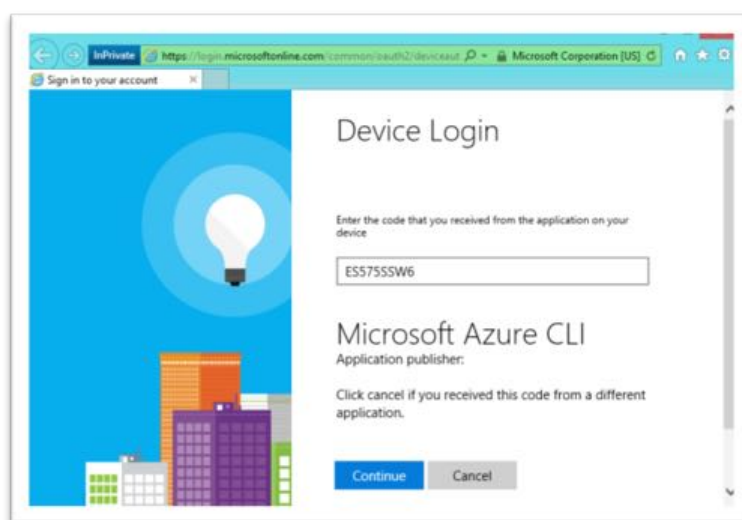 InPrivate https://login.microsoftonline.com/common/oauth2/deviceaut Microsoft Corporation [US]
Sign in to your account
Device Login
Enter the code that you received from the application on your
device
ES575SSW6
Microsoft Azure CLI
Application publisher:
Click cancel if you received this code from a different
application.
Continue Cancel